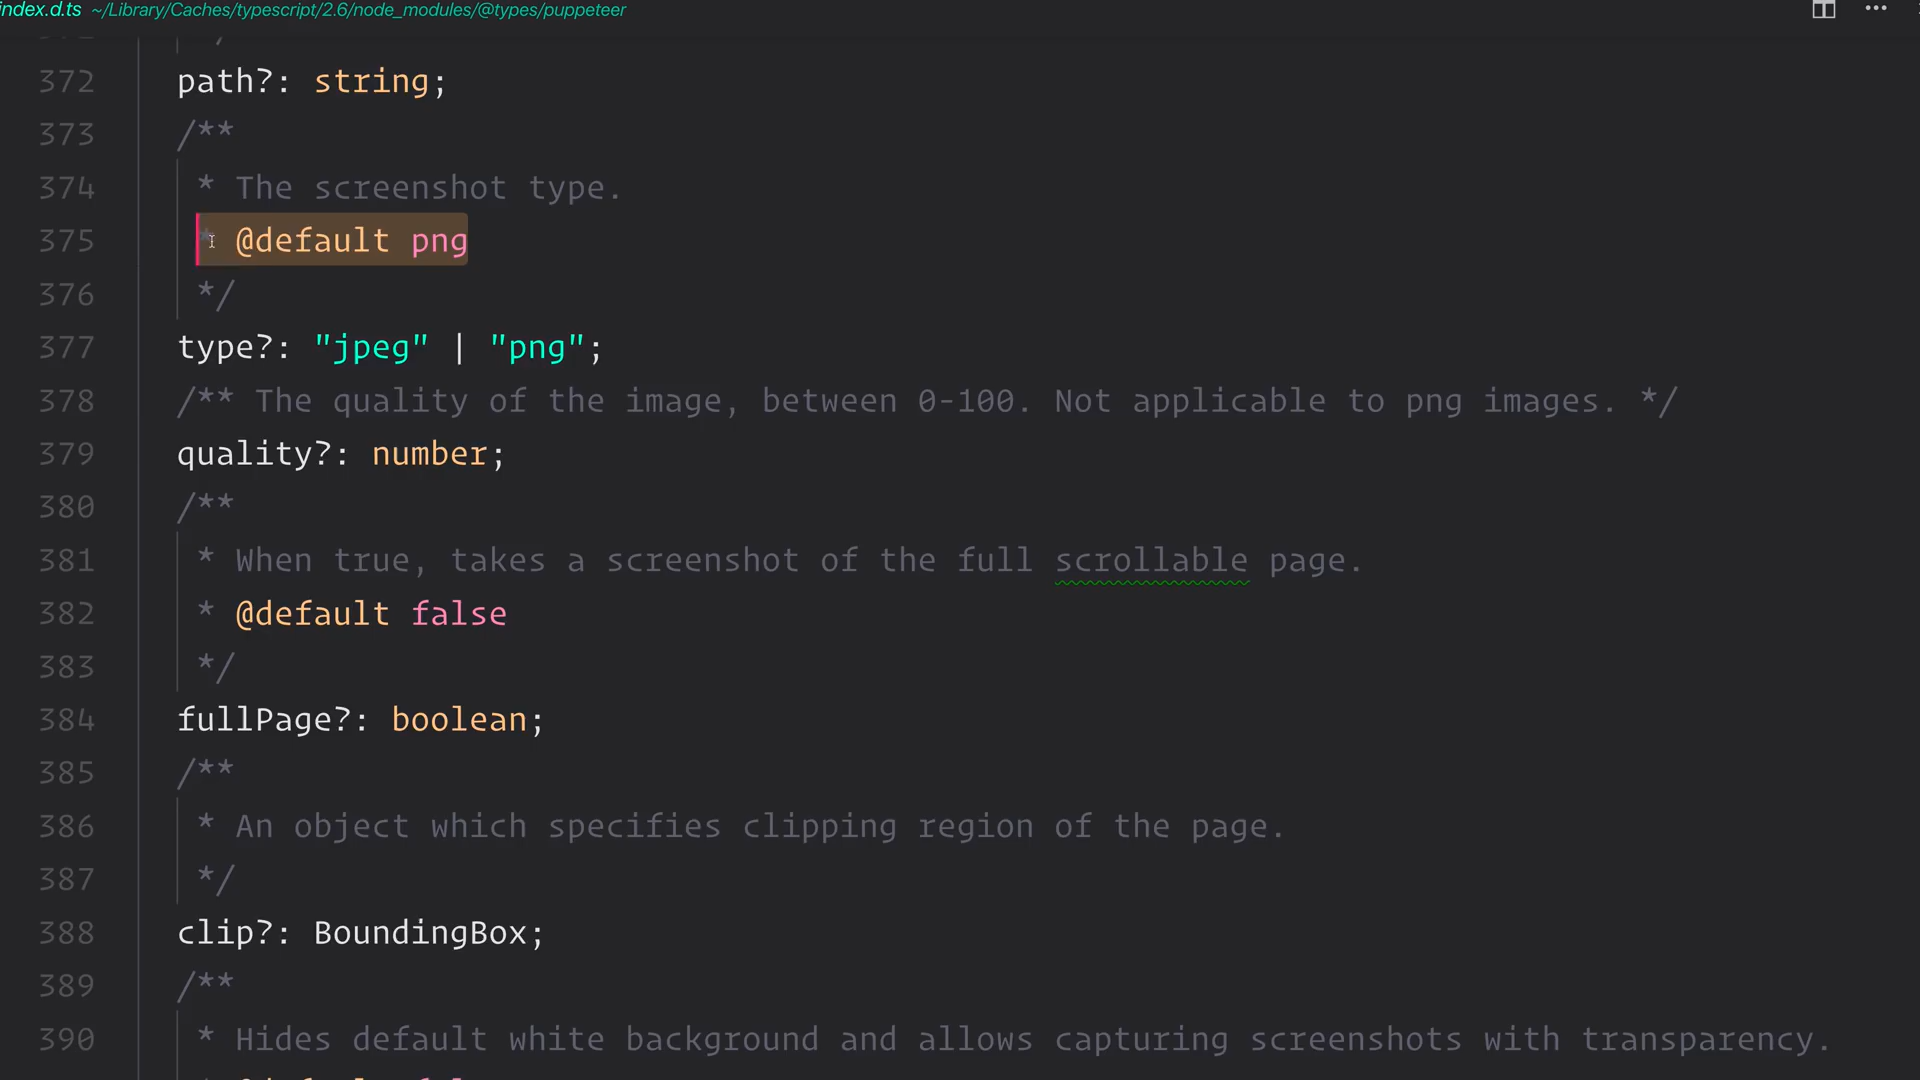 index.d.ts ~/Library/Caches/typescript/2.6/node_modules/@types/puppeteer
372 path?: string;
373 /**
374 * The screenshot type.
375 * @default png
376 */
377 type?: "jpeg" | "png";
378 /** The quality of the image, between 0-100. Not applicable to png images. */
379 quality?: number;
380 /**
381 * When true, takes a screenshot of the full scrollable page.
382 * @default false
383 */
384 fullPage?: boolean;
385 /**
386 * An object which specifies clipping region of the page.
387 */
388 clip?: BoundingBox;
389 /**
390 * Hides default white background and allows capturing screenshots with transparency.